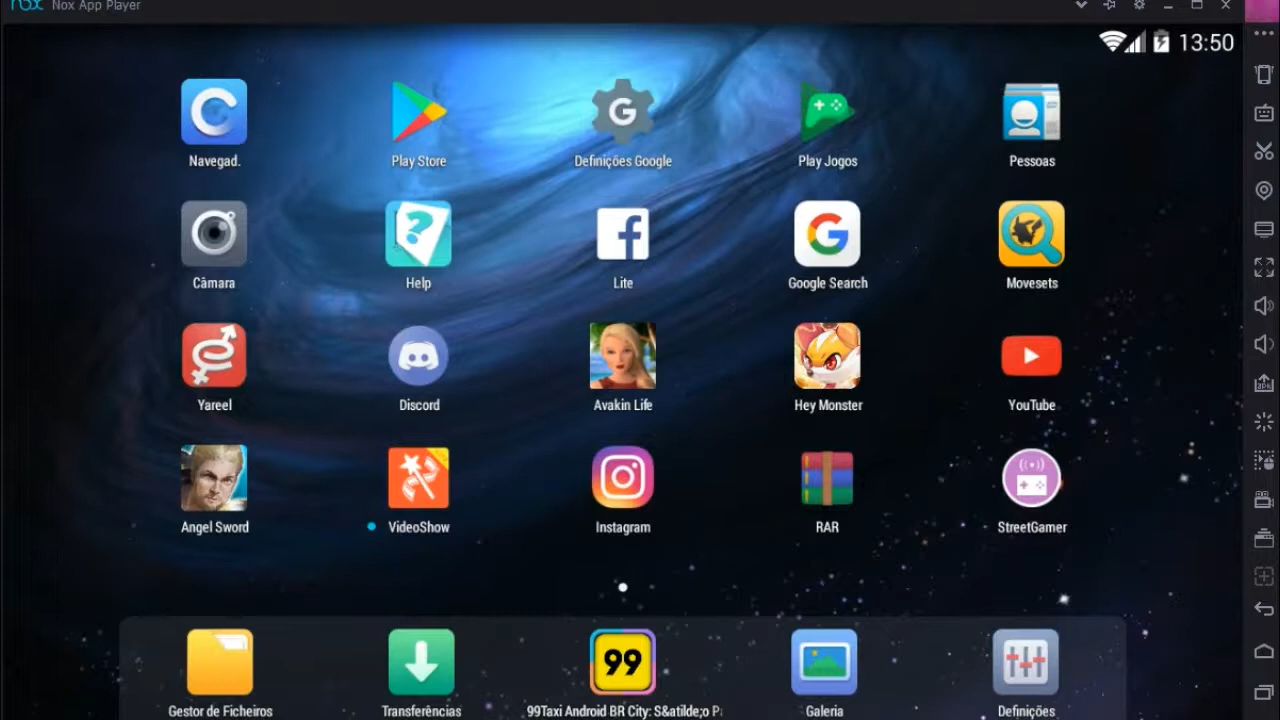 nox Nox App Player
13:50
Navegad.
Play Store
Definições Google
Play Jogos
Pessoas
Câmara
Help
Lite
Google Search
Movesets
Yareel
Discord
Avakin Life
Hey Monster
YouTube
Angel Sword
VideoShow
Instagram
RAR
StreetGamer
99
Gestor de Ficheiros
Transferências
99Taxi Android BR City: S&atilde;o P
Galeria
Definições